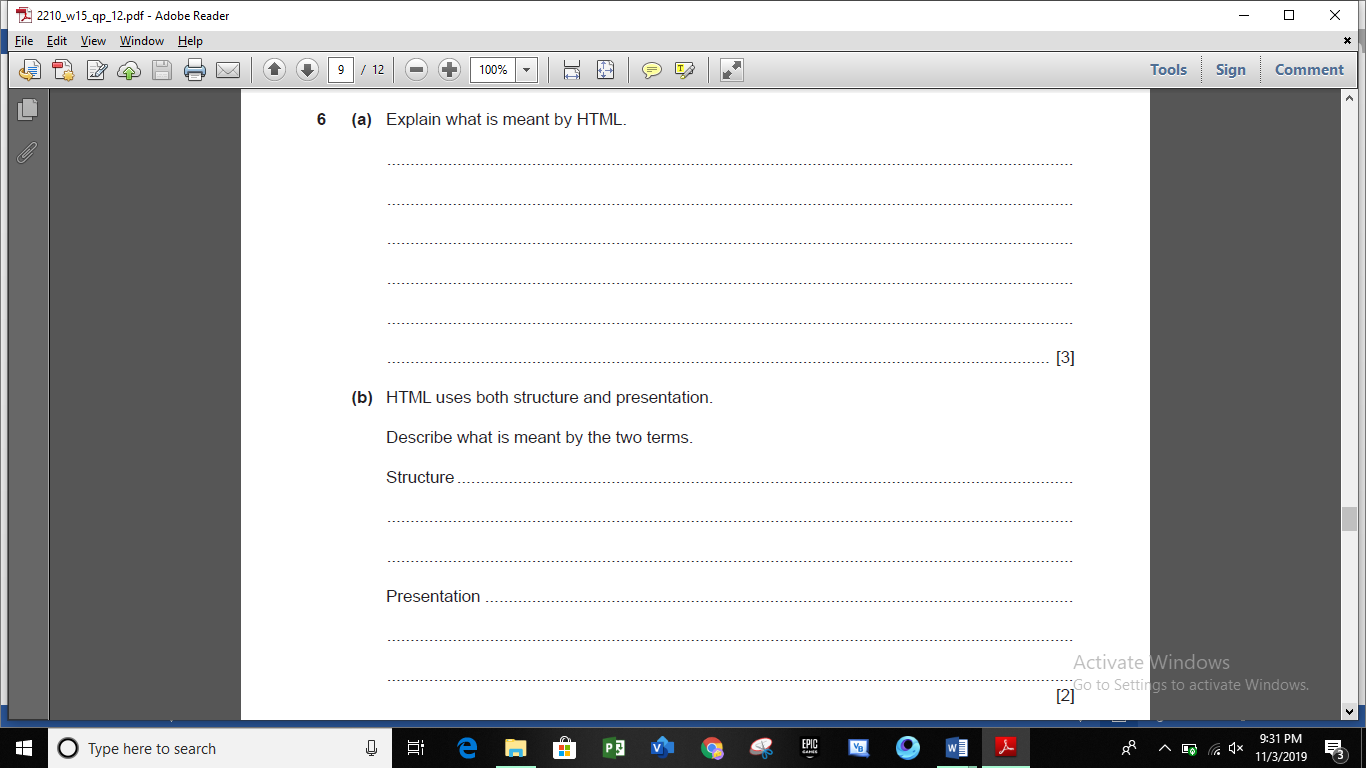 2210_w15_qp_12.pdf - Adobe Reader
File Edit View Window Help
9 / 12 100% Tools Sign Comment
6 (a) Explain what is meant by HTML.
................................................................................
................................................................................
................................................................................
................................................................................
................................................................................
................................................................................ [3]
(b) HTML uses both structure and presentation.
Describe what is meant by the two terms.
Structure ................................................................................
................................................................................
................................................................................
Presentation ................................................................................
................................................................................
................................................................................
[2]
Activate Windows
Go to Settings to activate Windows.
Type here to search
9:31 PM
11/3/2019
3